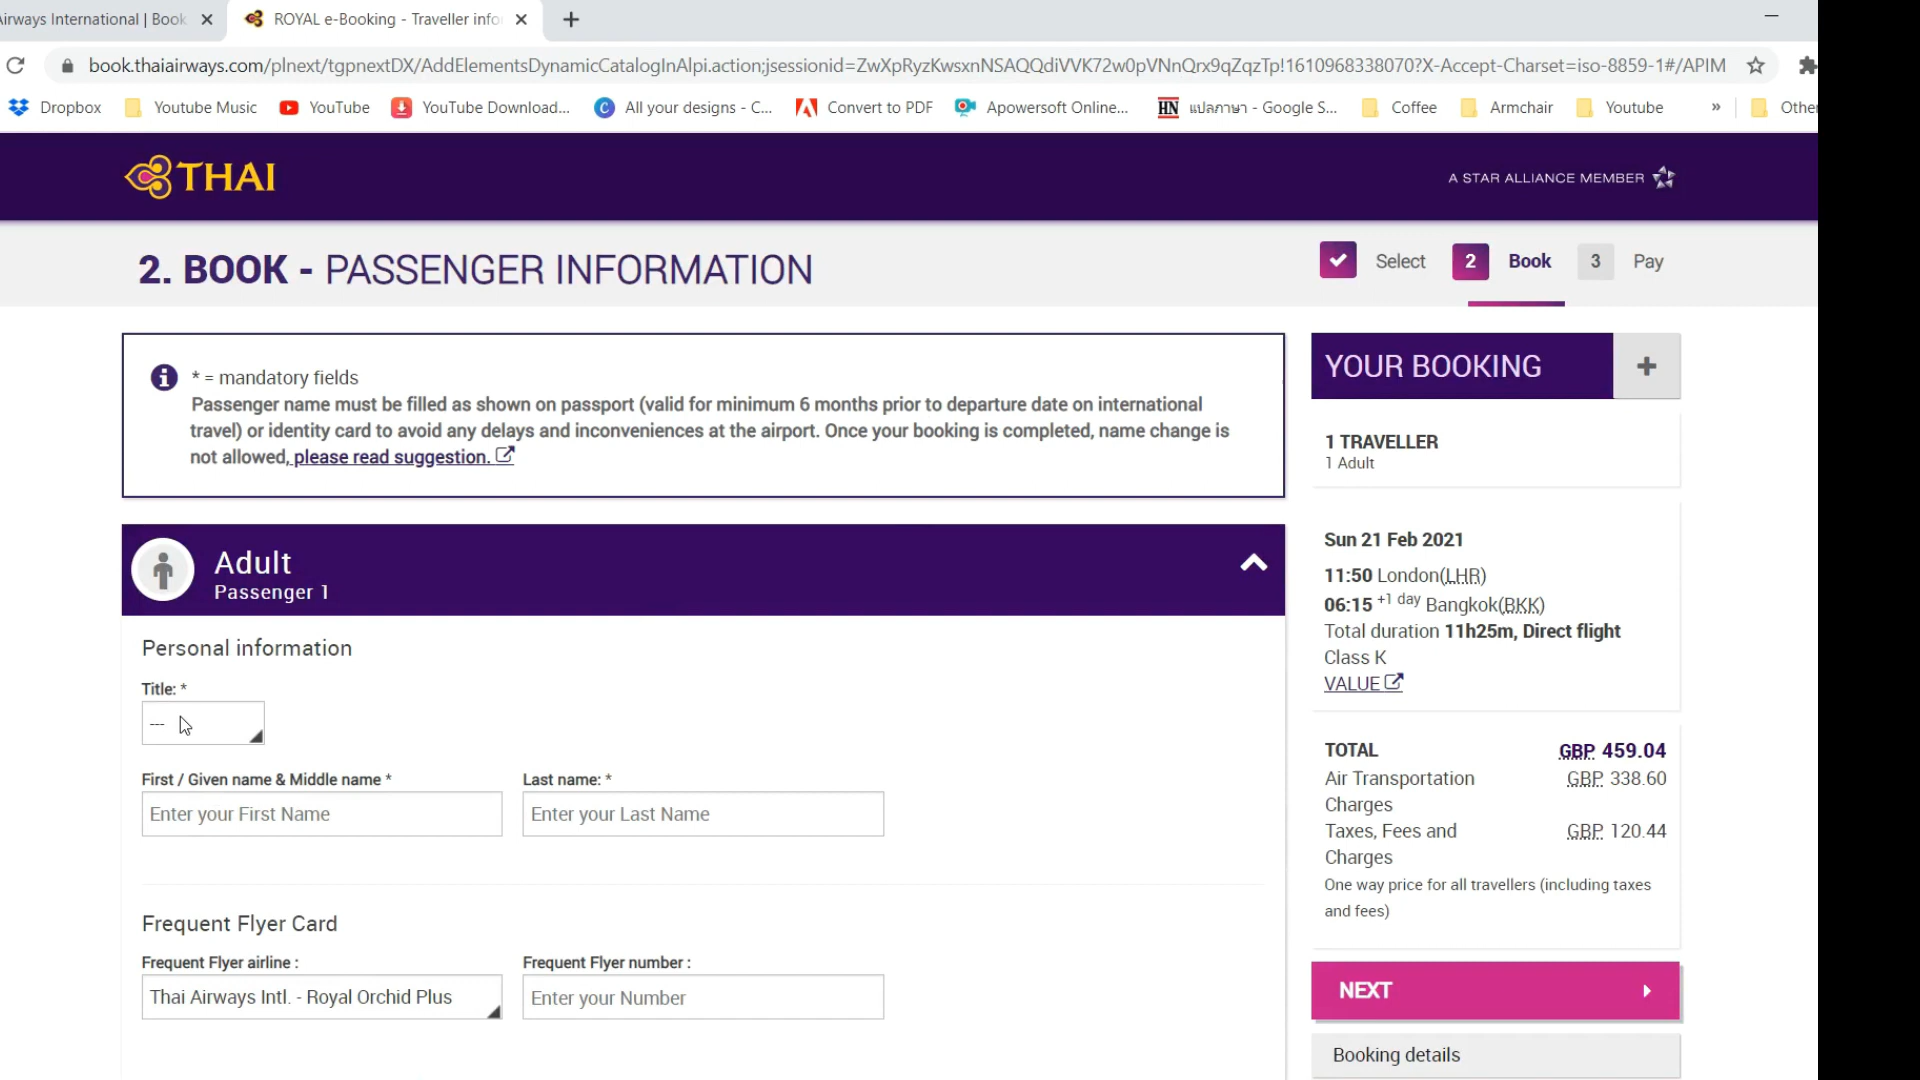 irways International | Book
ROYAL e-Booking - Traveller info
book.thaiairways.com/plnext/tgpnextDX/AddElementsDynamicCatalogInAlpi.action;jsessionid=ZwXpRyzKwsxnNSAQQdiVVK72w0pVNnQrx9qZqzTp!1610968338070?X-Accept-Charset=iso-8859-1#/APIM
Dropbox
Youtube Music
YouTube
YouTube Download...
C
All your designs - C...
Convert to PDF
Apowersoft Online...
HN
แปลภาษา - Google S...
Coffee
Armchair
Youtube
»
Other
THAI
A STAR ALLIANCE MEMBER
2. BOOK - PASSENGER INFORMATION
Select
2 Book
3 Pay
* = mandatory fields
Passenger name must be filled as shown on passport (valid for minimum 6 months prior to departure date on international
travel) or identity card to avoid any delays and inconveniences at the airport. Once your booking is completed, name change is
not allowed, please read suggestion.
Adult
Passenger 1
Personal information
Title: *
---
First / Given name & Middle name *
Last name: *
Enter your First Name
Enter your Last Name
Frequent Flyer Card
Frequent Flyer airline :
Frequent Flyer number :
Thai Airways Intl. - Royal Orchid Plus
Enter your Number
YOUR BOOKING
+
1 TRAVELLER
1 Adult
Sun 21 Feb 2021
11:50 London(LHR)
06:15 +1 day Bangkok(BKK)
Total duration 11h25m, Direct flight
Class K
VALUE
TOTAL GBP 459.04
Air Transportation GBP 338.60
Charges
Taxes, Fees and GBP 120.44
Charges
One way price for all travellers (including taxes
and fees)
NEXT
Booking details